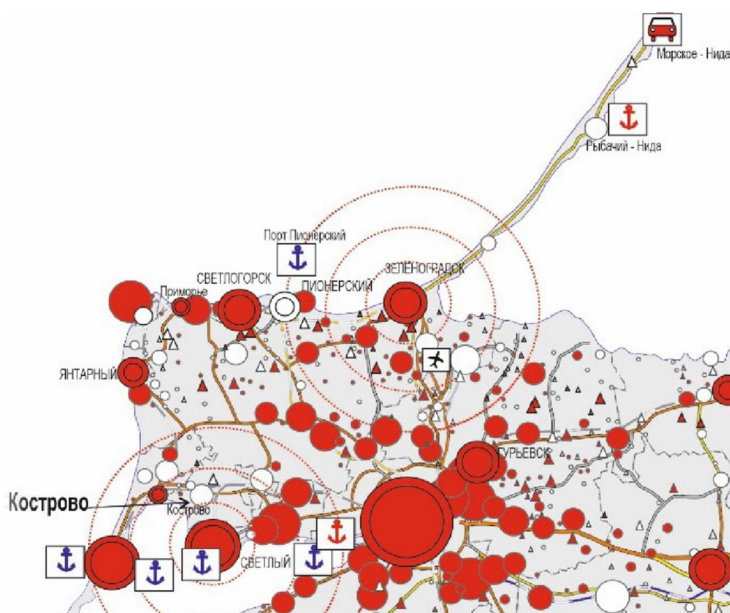 Морское - Нида
Рыбачий - Нида
Порт Пионерский
ЗЕЛЕНОГРАДСК
СВЕТЛОГОРСК
ПИОНЕРСКИЙ
Приморье
ЯНТАРНЫЙ
ГУРЬЕВСК
Кострово
Кострово
СВЕТЛЫЙ